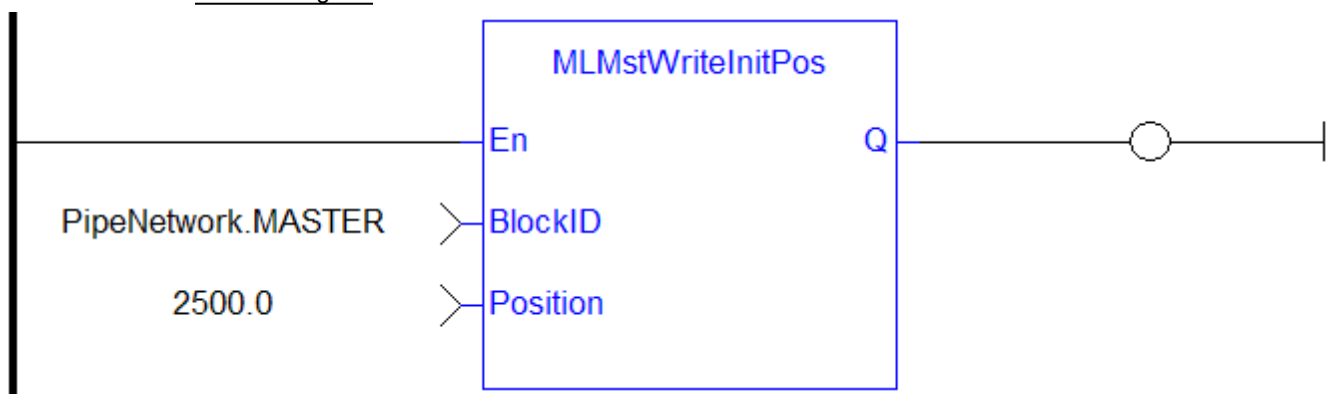 MLMstWriteInitPos
En Q
PipeNetwork.MASTER BlockID
2500.0 Position